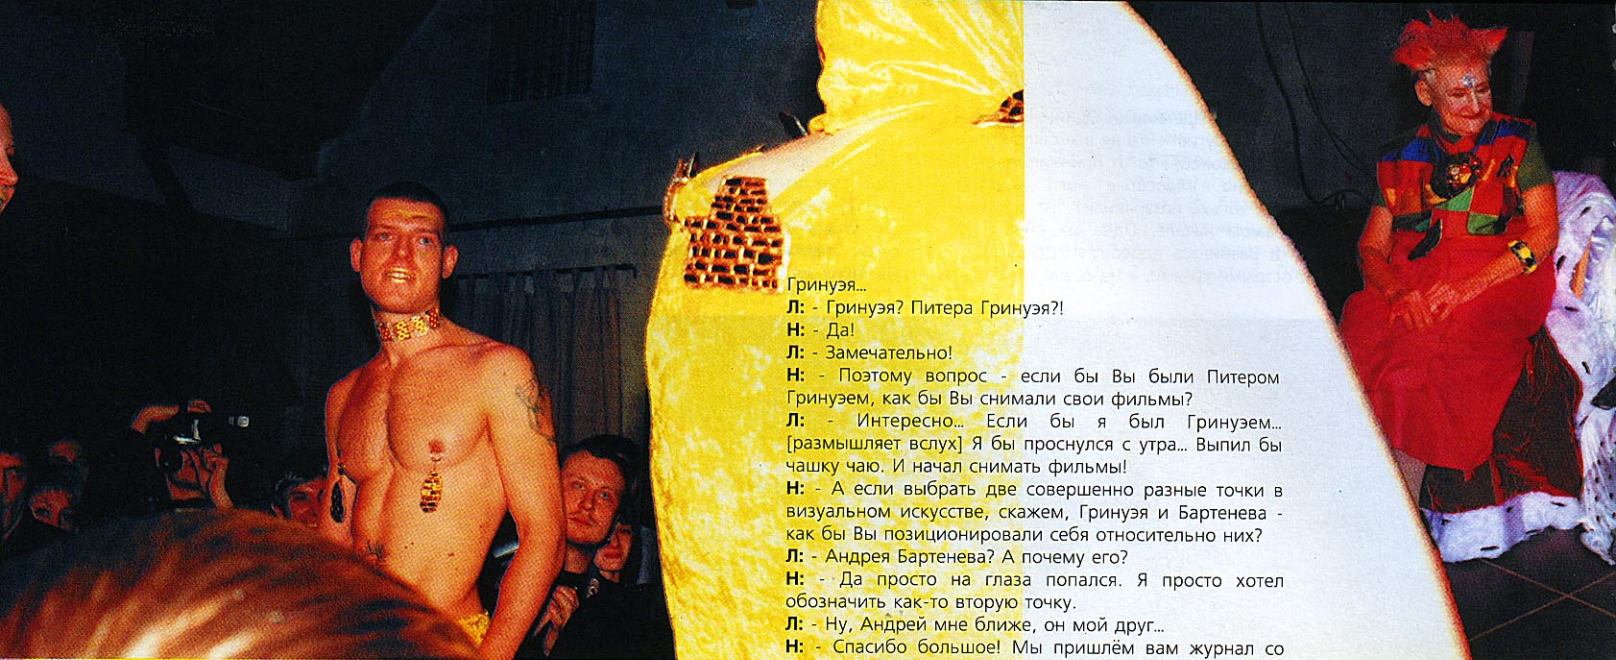 Гринуэя...
Л: - Гринуэя? Питера Гринуэя?!
Н: - Да!
Л: - Замечательно!
Н: - Поэтому вопрос - если бы Вы были Питером
Гринуэем, как бы Вы снимали свои фильмы?
Л: - Интересно... Если бы я был Гринуэем...
[размышляет вслух] Я бы проснулся с утра... Выпил бы
чашку чаю. И начал снимать фильмы!
Н: - А если выбрать две совершенно разные точки в
визуальном искусстве, скажем, Гринуэя и Бартенева -
как бы Вы позиционировали себя относительно них?
Л: - Андрея Бартенева? А почему его?
Н: - Да просто на глаза попался. Я просто хотел
обозначить как-то вторую точку.
Л: - Ну, Андрей мне ближе, он мой друг...
Н: - Спасибо большое! Мы пришлём вам журнал со